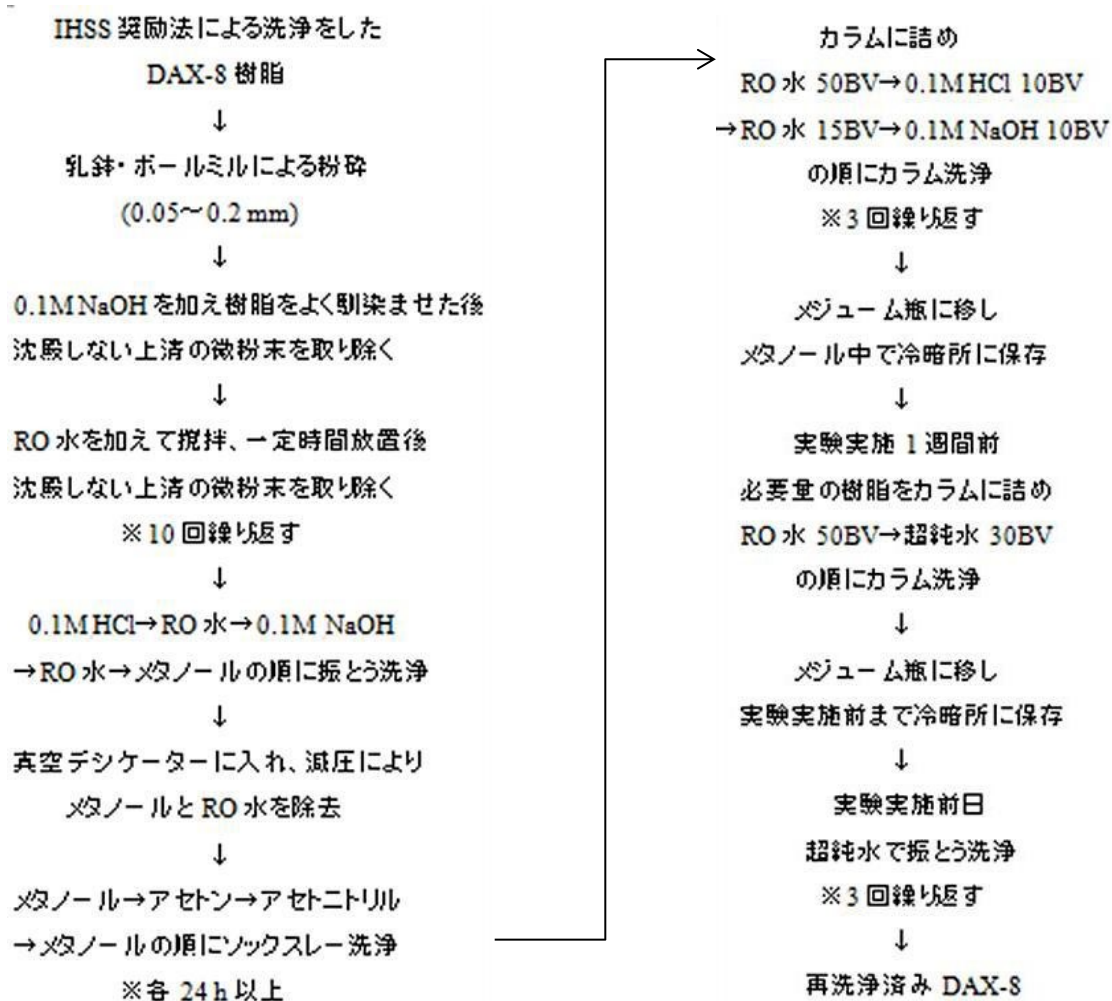 IHSS 奨励法による洗浄をした
DAX-8 樹脂
↓
乳鉢・ボールミルによる粉砕
(0.05～0.2 mm)
↓
0.1M NaOH を加え樹脂をよく馴染ませた後
沈殿しない上済の微粉末を取り除く
↓
RO 水を加えて撹拌、一定時間放置後
沈殿しない上済の微粉末を取り除く
※10 回繰り返す
↓
0.1M HCl→RO 水→0.1M NaOH
→RO 水→メタノールの順に振とう洗浄
↓
真空デシケーターに入れ、減圧により
メタノールと RO 水を除去
↓
メタノール→アセトン→アセトニトリル
→メタノールの順にソックスレー洗浄
※各 24 h 以上
カラムに詰め
RO 水 50BV→0.1M HCl 10BV
→RO 水 15BV→0.1M NaOH 10BV
の順にカラム洗浄
※3 回繰り返す
↓
メジューム瓶に移し
メタノール中で冷暗所に保存
↓
実験実施 1 週間前
必要量の樹脂をカラムに詰め
RO 水 50BV→超純水 30BV
の順にカラム洗浄
↓
メジューム瓶に移し
実験実施前まで冷暗所に保存
↓
実験実施前日
超純水で振とう洗浄
※3 回繰り返す
↓
再洗浄済み DAX-8